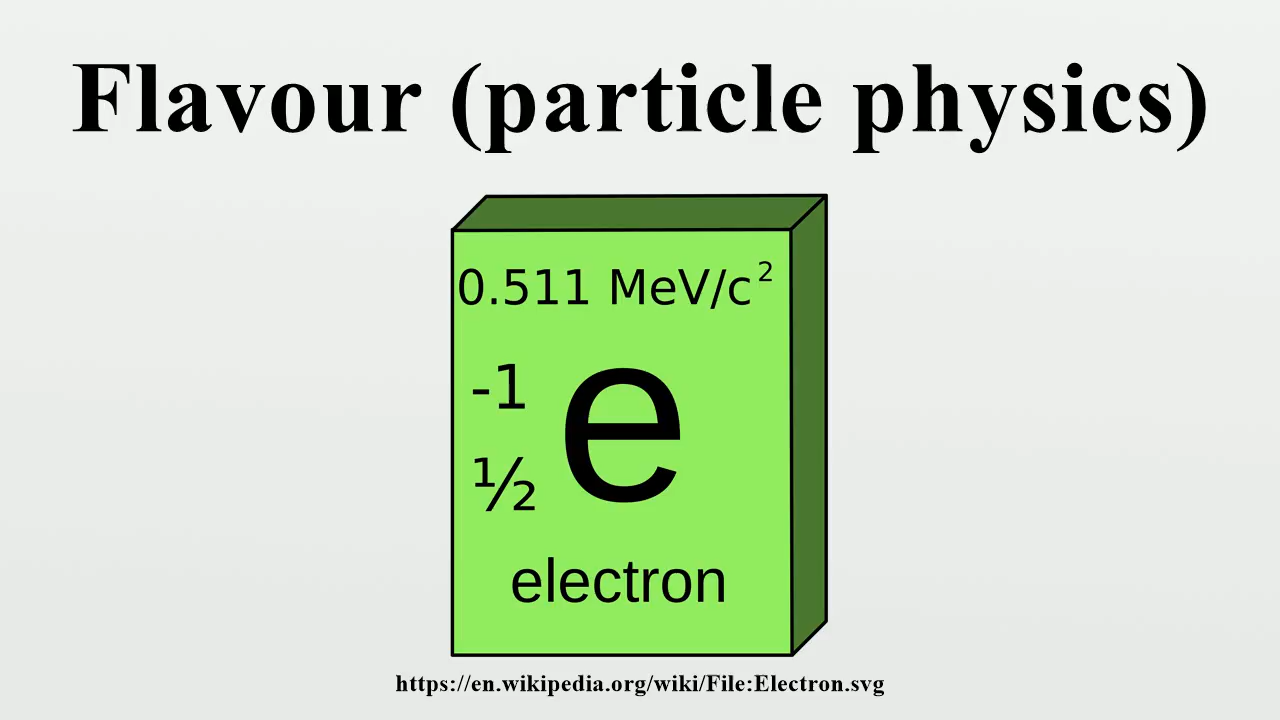 Flavour (particle physics)
0.511 MeV/c²
-1
½
e
electron
https://en.wikipedia.org/wiki/File:Electron.svg